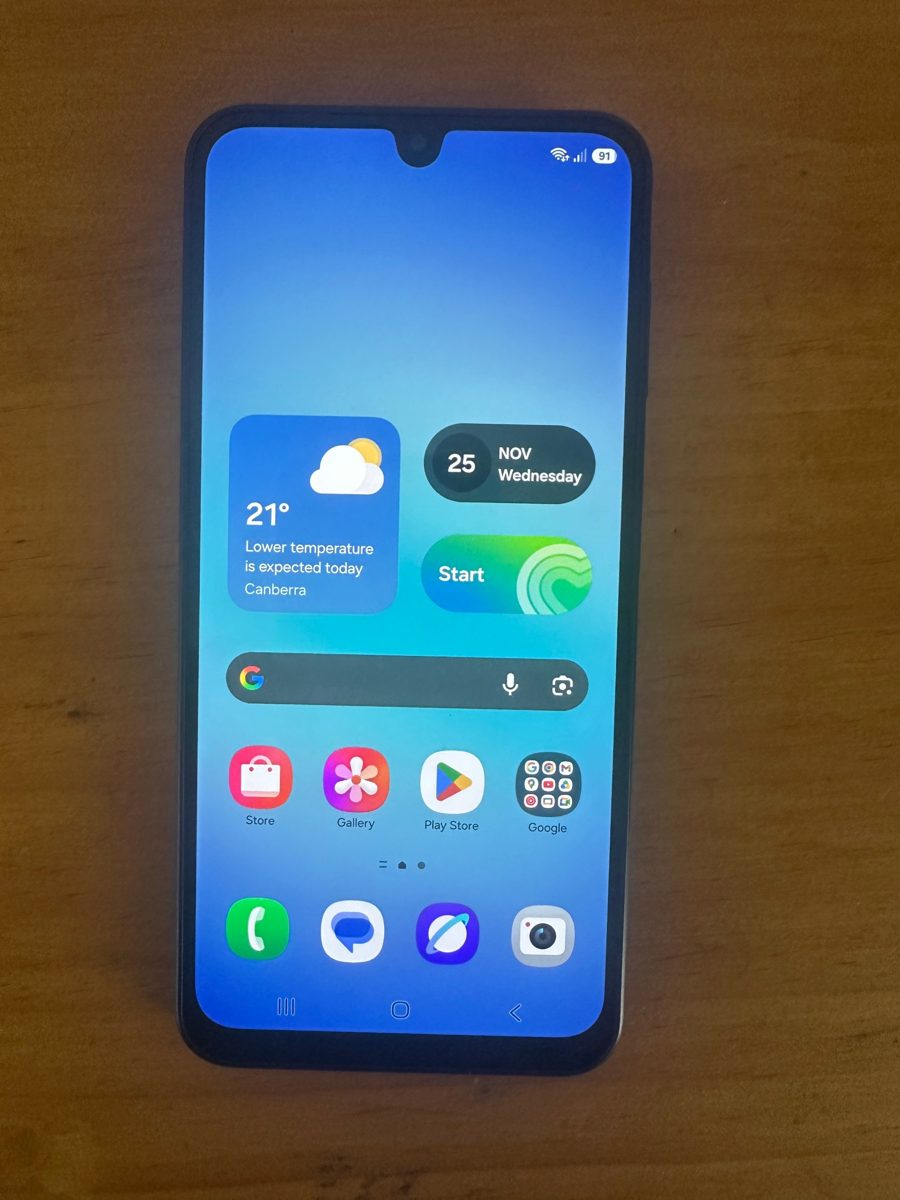 91
25
NOV
Wednesday
21°
Lower temperature
is expected today
Canberra
Start
Store
Gallery
Play Store
Google